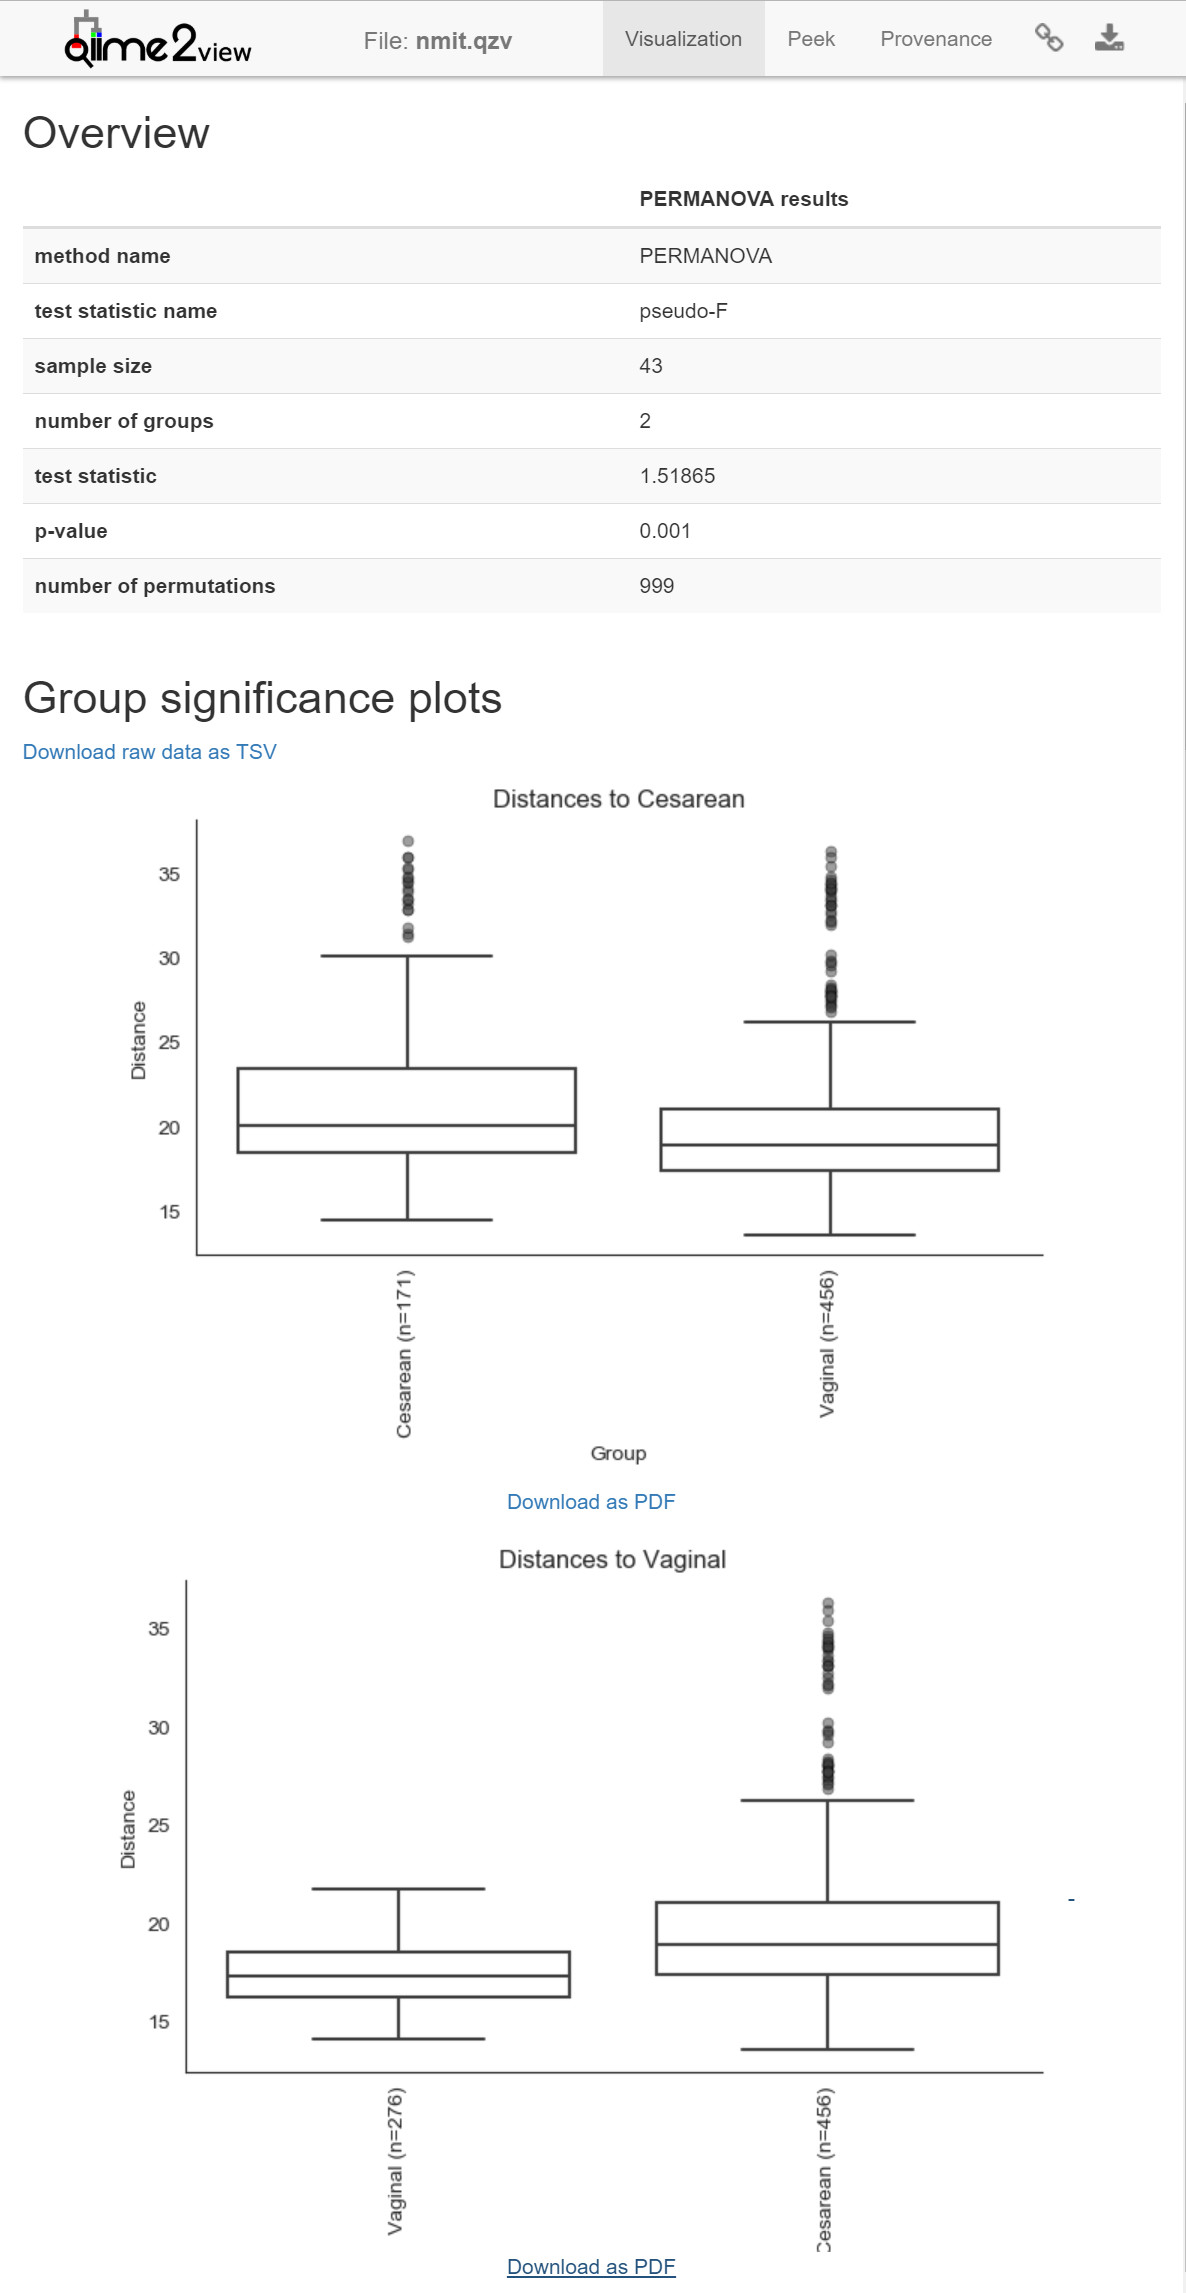 qiime2view
File: nmit.qzv
Visualization
Peek
Provenance
Overview
PERMANOVA results
method name PERMANOVA
test statistic name pseudo-F
sample size 43
number of groups 2
test statistic 1.51865
p-value 0.001
number of permutations 999
Group significance plots
Download raw data as TSV
Distances to Cesarean
35
30
25
20
15
Distance
Cesarean (n=171)
Vaginal (n=456)
Group
Download as PDF
Distances to Vaginal
35
30
25
20
15
Distance
Vaginal (n=276)
Cesarean (n=456)
Download as PDF